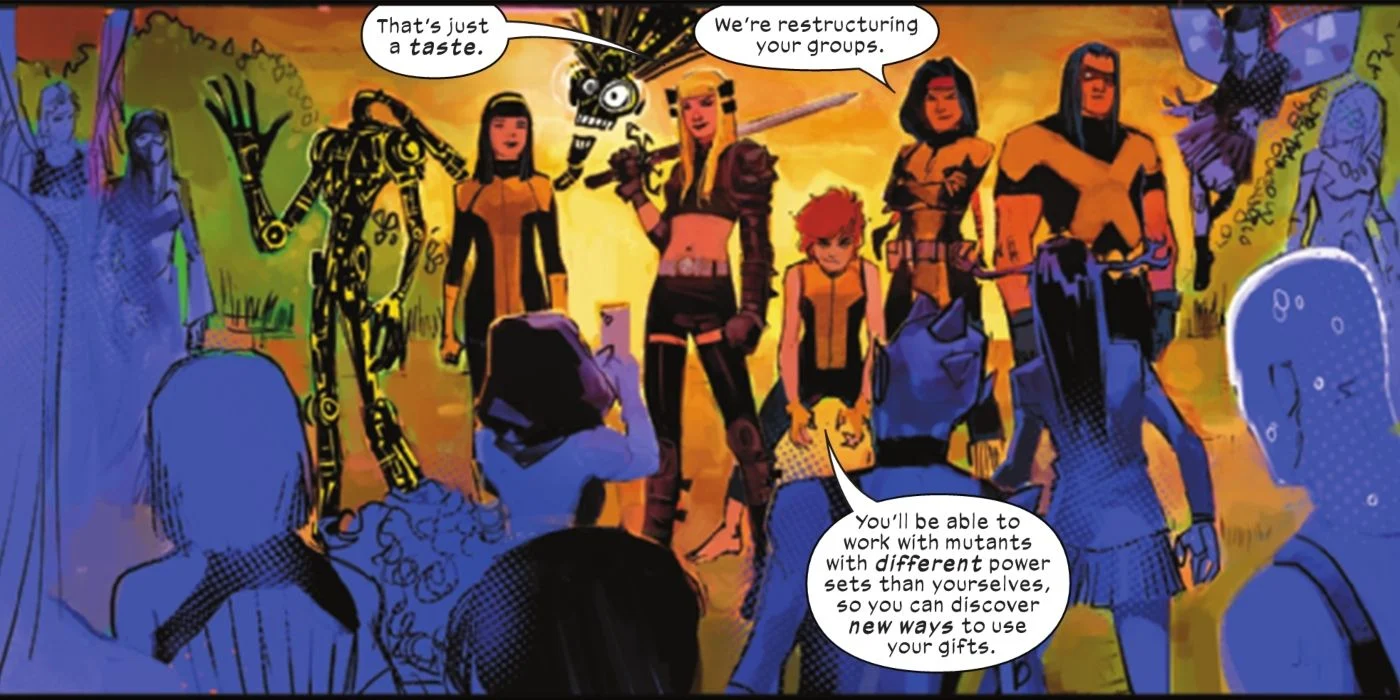 That's just
a taste.
We're restructuring
your groups.
You'll be able to
work with mutants
with different power
sets than yourselves,
so you can discover
new ways to use
your gifts.